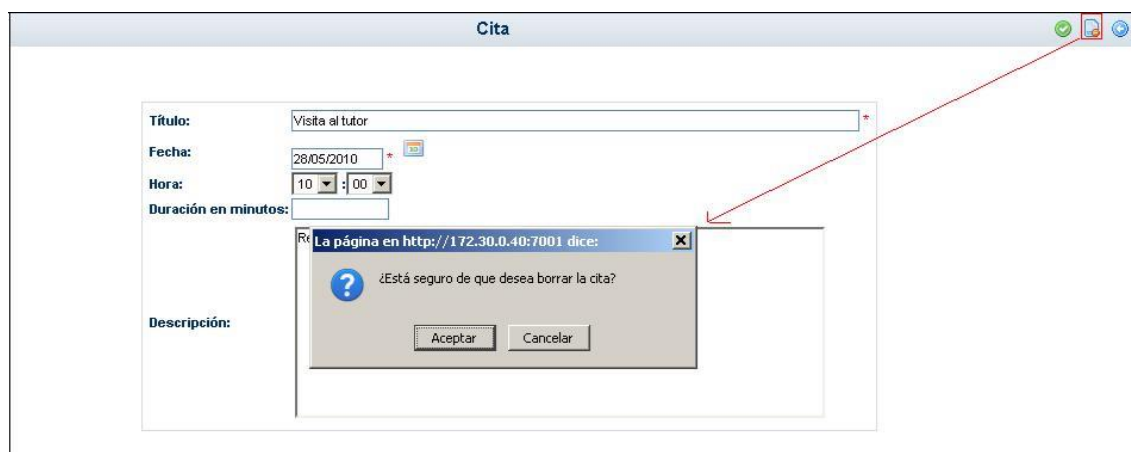 Cita
Título: Visita al tutor *
Fecha: 28/05/2010 *
Hora: 10 : 00
Duración en minutos:
Re
La página en http://172.30.0.40:7001 dice:
¿Está seguro de que desea borrar la cita?
Descripción:
Aceptar Cancelar